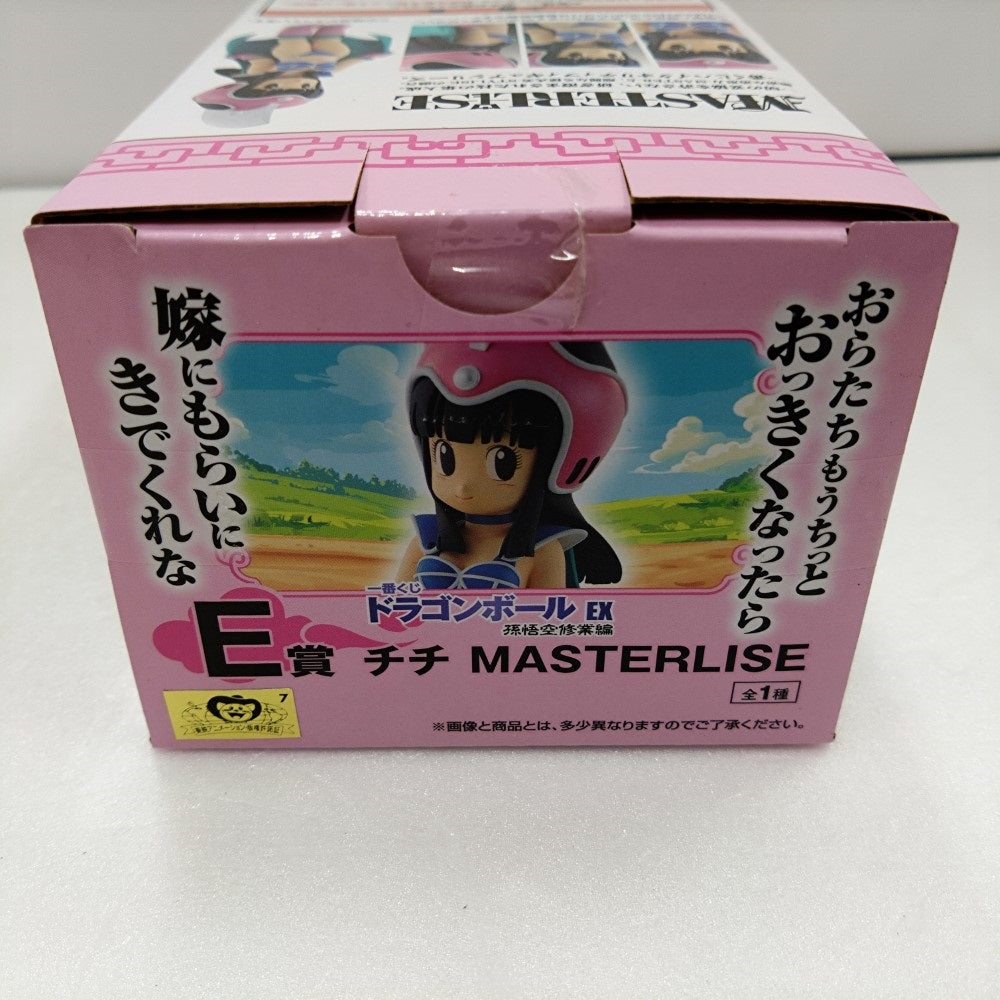 MASTERLISE
おらたちもうちっと
おっきくなったら
嫁にもらいに
きでくれな
一番くじ
ドラゴンボール EX
孫悟空修業編
E賞 チチ MASTERLISE
全1種
7
※画像と商品とは、多少異なりますのでご了承ください。